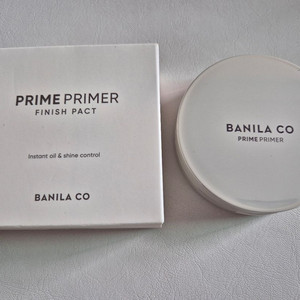 PRIME PRIMER
FINISH PACT
Instant oil & shine control
BANILA CO
BANILA CO
PRIME PRIMER